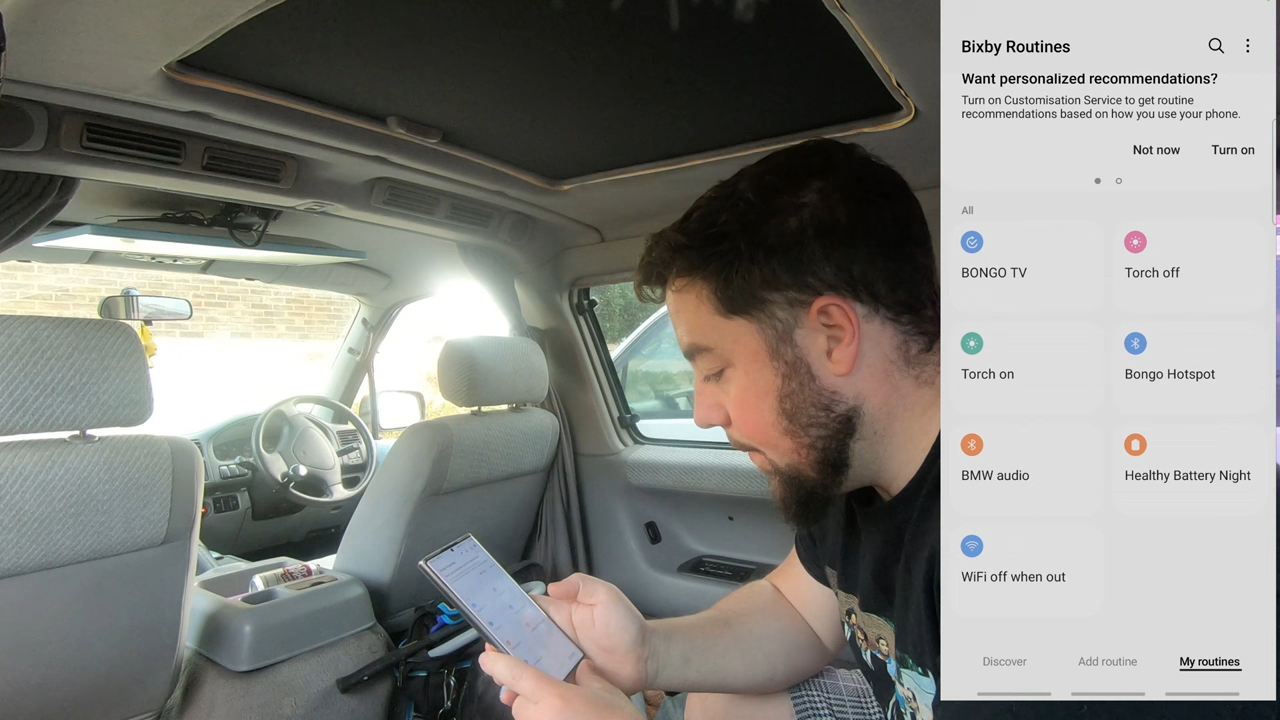 Bixby Routines
Want personalized recommendations?
Turn on Customisation Service to get routine
recommendations based on how you use your phone.
Not now
Turn on
All
BONGO TV
Torch off
Torch on
Bongo Hotspot
BMW audio
Healthy Battery Night
WiFi off when out
Discover
Add routine
My routines